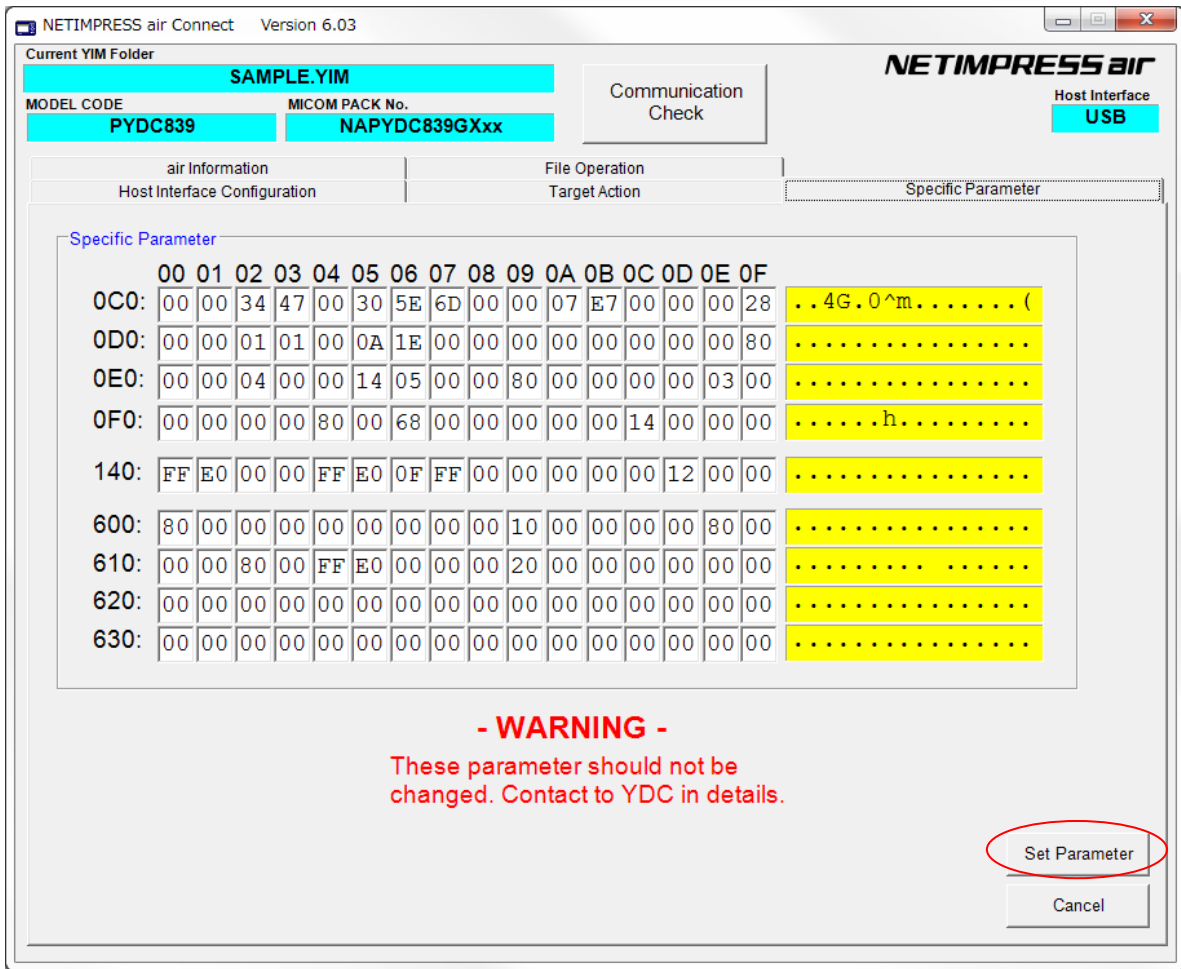 NETIMPRESS air Connect Version 6.03
Current YIM Folder
SAMPLE.YIM
MODEL CODE MICOM PACK No.
PYDC839 NAPYDC839GXxx
Communication
Check
NETIMPRESS air
Host Interface
USB
air Information File Operation
Host Interface Configuration Target Action Specific Parameter
Specific Parameter
00 01 02 03 04 05 06 07 08 09 0A 0B 0C 0D 0E 0F
0C0: 00 00 34 47 00 30 5E 6D 00 00 07 E7 00 00 00 28 ..4G.0^m.......(
0D0: 00 00 01 01 00 0A 1E 00 00 00 00 00 00 00 00 80 ................
0E0: 00 00 04 00 00 14 05 00 00 80 00 00 00 00 03 00 ................
0F0: 00 00 00 00 80 00 68 00 00 00 00 00 14 00 00 00 ......h.........
140: FF E0 00 00 FF E0 0F FF 00 00 00 00 00 12 00 00 ................
600: 80 00 00 00 00 00 00 00 00 10 00 00 00 00 80 00 ................
610: 00 00 80 00 FF E0 00 00 00 20 00 00 00 00 00 00 ......... ......
620: 00 00 00 00 00 00 00 00 00 00 00 00 00 00 00 00 ................
630: 00 00 00 00 00 00 00 00 00 00 00 00 00 00 00 00 ................
- WARNING -
These parameter should not be
changed. Contact to YDC in details.
Set Parameter
Cancel